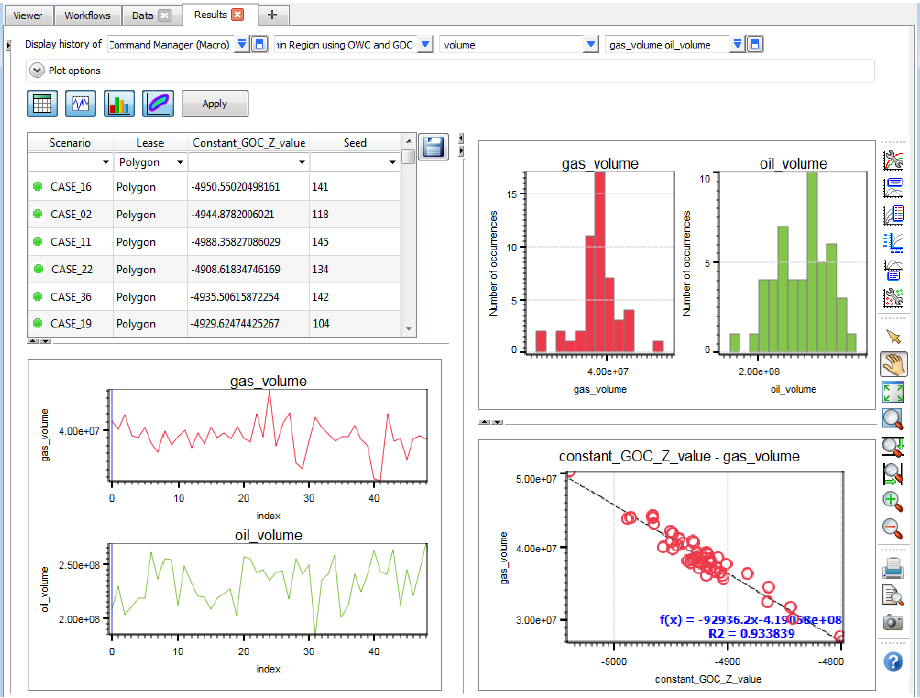 Viewer Workflows Data Results +
Display history of Command Manager (Macro) in Region using OWC and GOC volume gas_volume oil_volume
Plot options
Apply
Scenario Lease Constant_GOC_Z_value Seed
Polygon
CASE_16 Polygon -4950.55020498161 141
CASE_02 Polygon -4944.8782006021 118
CASE_11 Polygon -4988.35827086029 145
CASE_22 Polygon -4908.61834746169 134
CASE_36 Polygon -4935.50615872254 142
CASE_19 Polygon -4929.62474425267 104
gas_volume
gas_volume
4.00e+07
0 10 20 30 40
index
oil_volume
oil_volume
2.50e+08
2.00e+08
0 10 20 30 40
index
gas_volume
Number of occurrences
15
10
5
0
4.00e+07
gas_volume
oil_volume
Number of occurrences
10
5
0
2.00e+08
oil_volume
constant_GOC_Z_value - gas_volume
gas_volume
5.00e+07
4.00e+07
3.00e+07
f(x) = -92936.2x-4.19058e+08
R2 = 0.933839
-5000 -4900 -4800
constant_GOC_Z_value
?